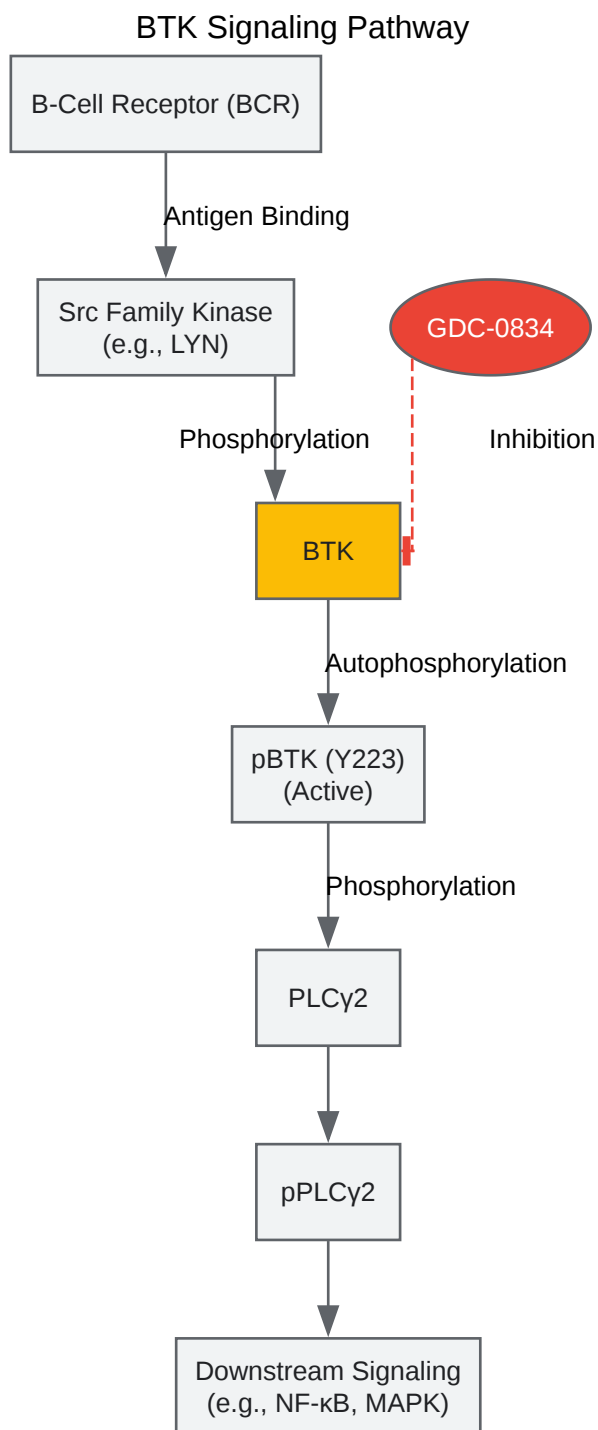 BTK Signaling Pathway
B-Cell Receptor (BCR)
Antigen Binding
Src Family Kinase
(e.g., LYN)
GDC-0834
Phosphorylation
Inhibition
BTK
Autophosphorylation
pBTK (Y223)
(Active)
Phosphorylation
PLCγ2
pPLCγ2
Downstream Signaling
(e.g., NF-κB, MAPK)